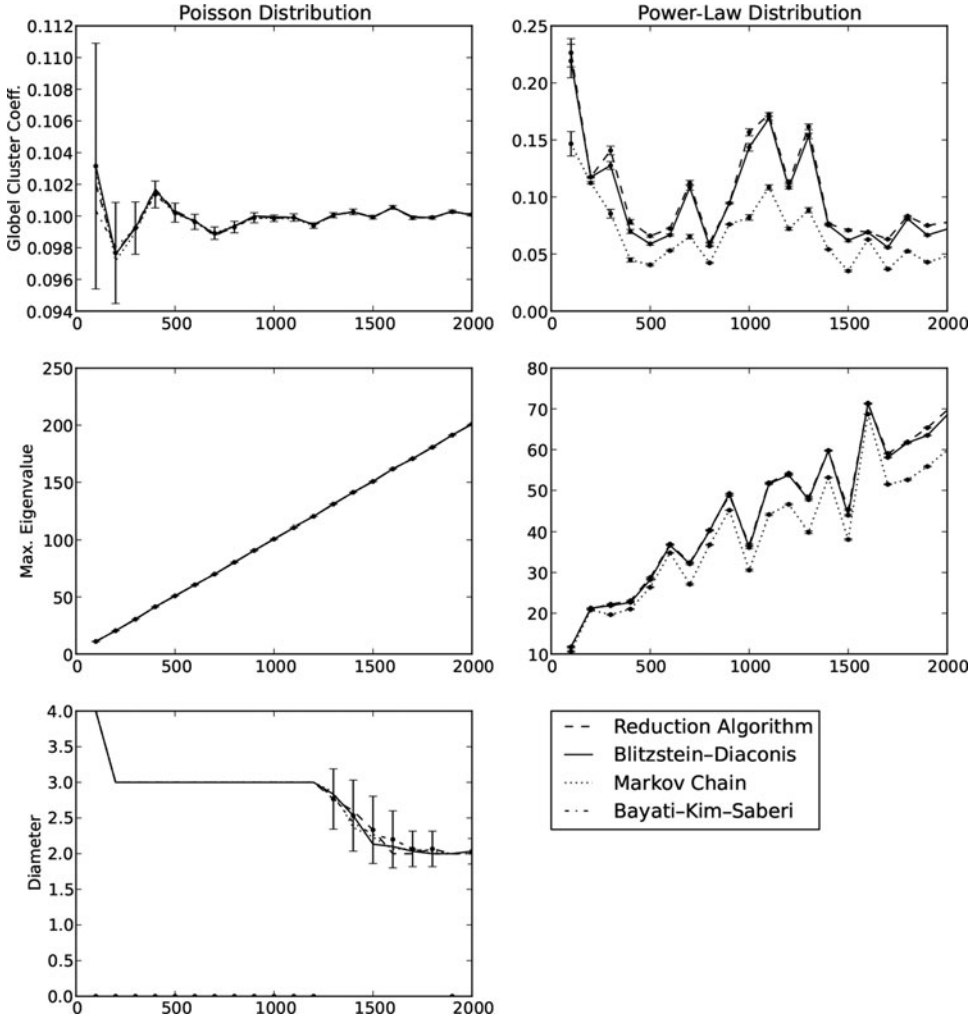 Poisson Distribution
Power-Law Distribution
Globel Cluster Coeff.
0.112
0.110
0.108
0.106
0.104
0.102
0.100
0.098
0.096
0.094
0 500 1000 1500 2000
0.25
0.20
0.15
0.10
0.05
0.00
0 500 1000 1500 2000
Max. Eigenvalue
250
200
150
100
50
0
0 500 1000 1500 2000
80
70
60
50
40
30
20
10
0 500 1000 1500 2000
Diameter
4.0
3.5
3.0
2.5
2.0
1.5
1.0
0.5
0.0
0 500 1000 1500 2000
Reduction Algorithm
Blitzstein–Diaconis
Markov Chain
Bayati–Kim–Saberi